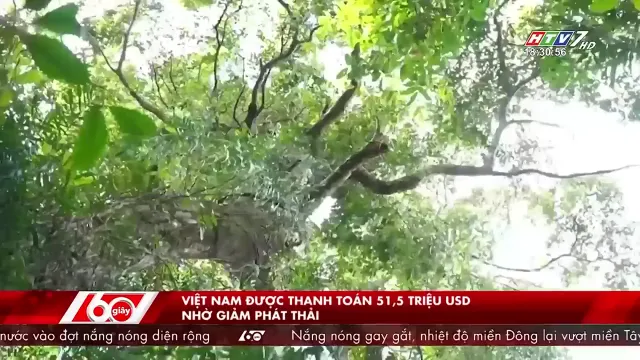 HTV7 HD
18:30:56
60 giây
VIỆT NAM ĐƯỢC THANH TOÁN 51,5 TRIỆU USD
NHỜ GIẢM PHÁT THẢI
nước vào đợt nắng nóng diện rộng Nắng nóng gay gắt, nhiệt độ miền Đông lại vượt miền Tây